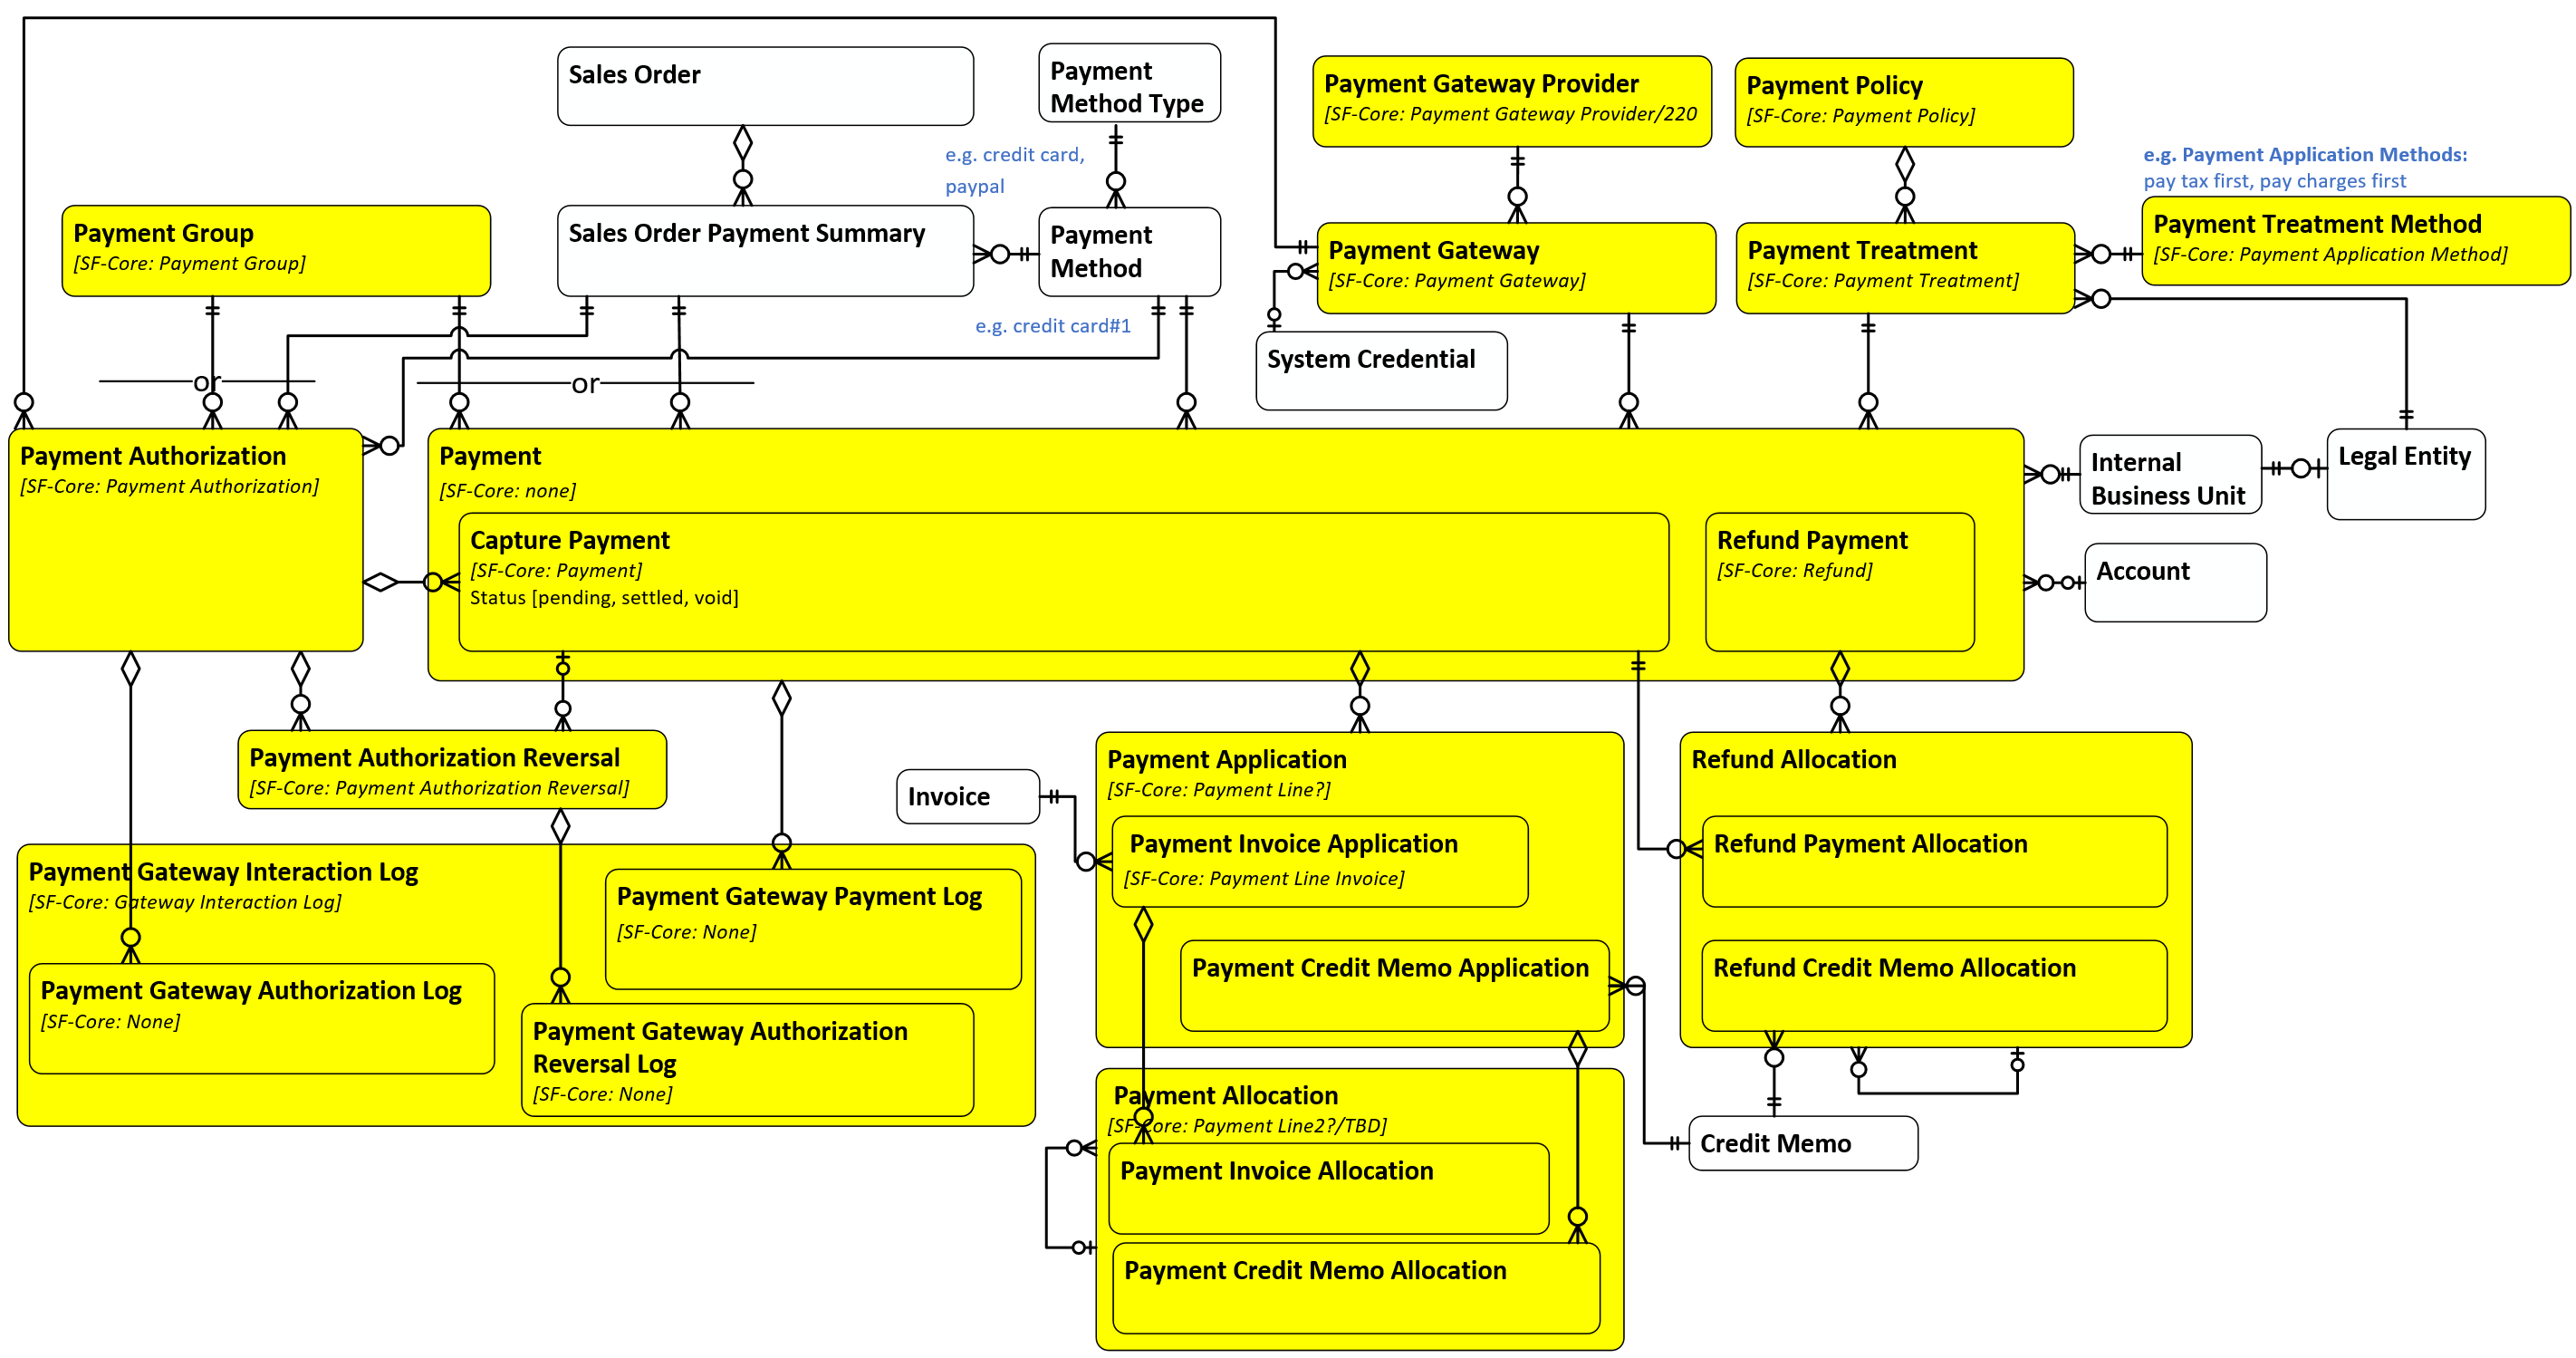 Sales Order
Payment
Method Type
Payment Gateway Provider
[SF-Core: Payment Gateway Provider/220
Payment Policy
[SF-Core: Payment Policy]
e.g. credit card,
paypal
e.g. Payment Application Methods:
pay tax first, pay charges first
Payment Group
[SF-Core: Payment Group]
Sales Order Payment Summary
Payment
Method
Payment Gateway
[SF-Core: Payment Gateway]
Payment Treatment
[SF-Core: Payment Treatment]
Payment Treatment Method
[SF-Core: Payment Application Method]
e.g. credit card#1
System Credential
or
or
Payment Authorization
[SF-Core: Payment Authorization]
Payment
[SF-Core: none]
Internal
Business Unit
Legal Entity
Capture Payment
[SF-Core: Payment]
Status [pending, settled, void]
Refund Payment
[SF-Core: Refund]
Account
Payment Authorization Reversal
[SF-Core: Payment Authorization Reversal]
Invoice
Payment Application
[SF-Core: Payment Line?]
Refund Allocation
Payment Invoice Application
[SF-Core: Payment Line Invoice]
Refund Payment Allocation
Payment Gateway Interaction Log
[SF-Core: Gateway Interaction Log]
Payment Gateway Payment Log
[SF-Core: None]
Payment Credit Memo Application
Refund Credit Memo Allocation
Payment Gateway Authorization Log
[SF-Core: None]
Payment Gateway Authorization
Reversal Log
[SF-Core: None]
Payment Allocation
[SF-Core: Payment Line2?/TBD]
Credit Memo
Payment Invoice Allocation
Payment Credit Memo Allocation